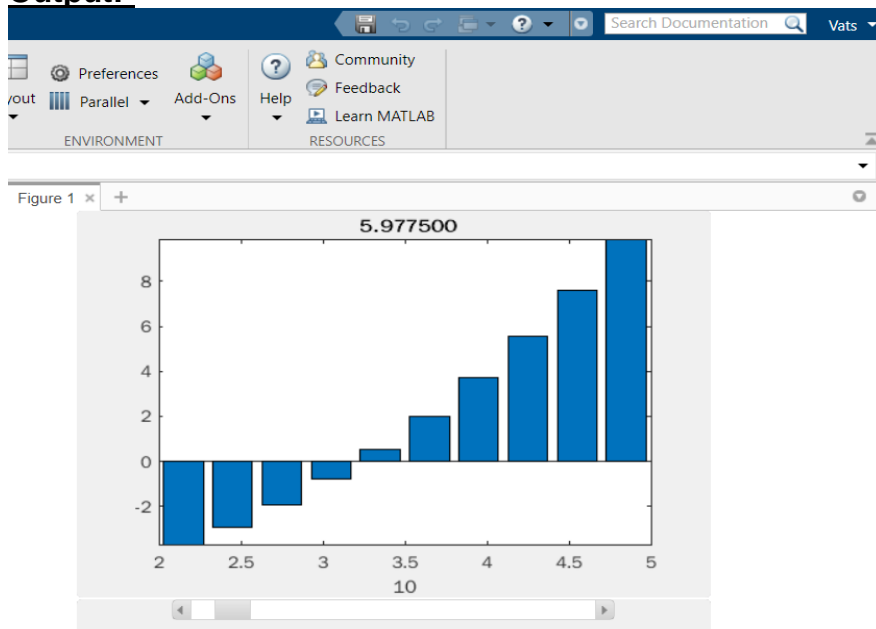 Output:
Search Documentation Vats
Preferences Community
yout Parallel Add-Ons Help Feedback
Learn MATLAB
ENVIRONMENT RESOURCES
Figure 1
5.977500
8
6
4
2
0
-2
2 2.5 3 3.5 4 4.5 5
10